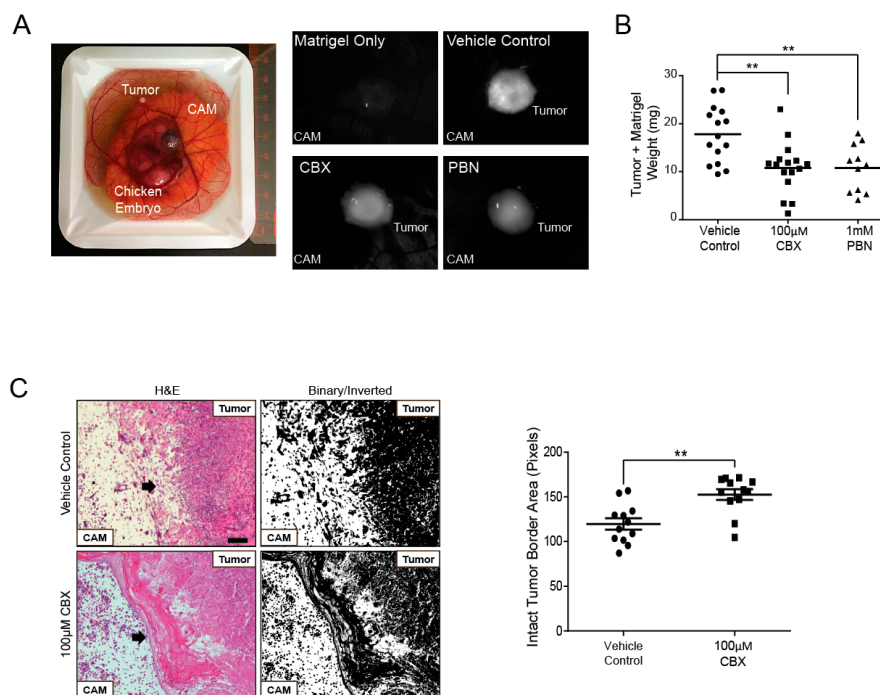 A
Tumor
CAM
Chicken
Embryo
Matrigel Only
CAM
Vehicle Control
Tumor
CAM
CBX
Tumor
CAM
PBN
Tumor
CAM
B
**
**
Tumor + Matrigel
Weight (mg)
30
20
10
0
Vehicle
Control
100µM
CBX
1mM
PBN
C
H&E
Binary/Inverted
Vehicle Control
Tumor
CAM
Tumor
CAM
100µM CBX
Tumor
CAM
Tumor
CAM
**
Intact Tumor Border Area (Pixels)
200
150
100
50
0
Vehicle
Control
100µM
CBX